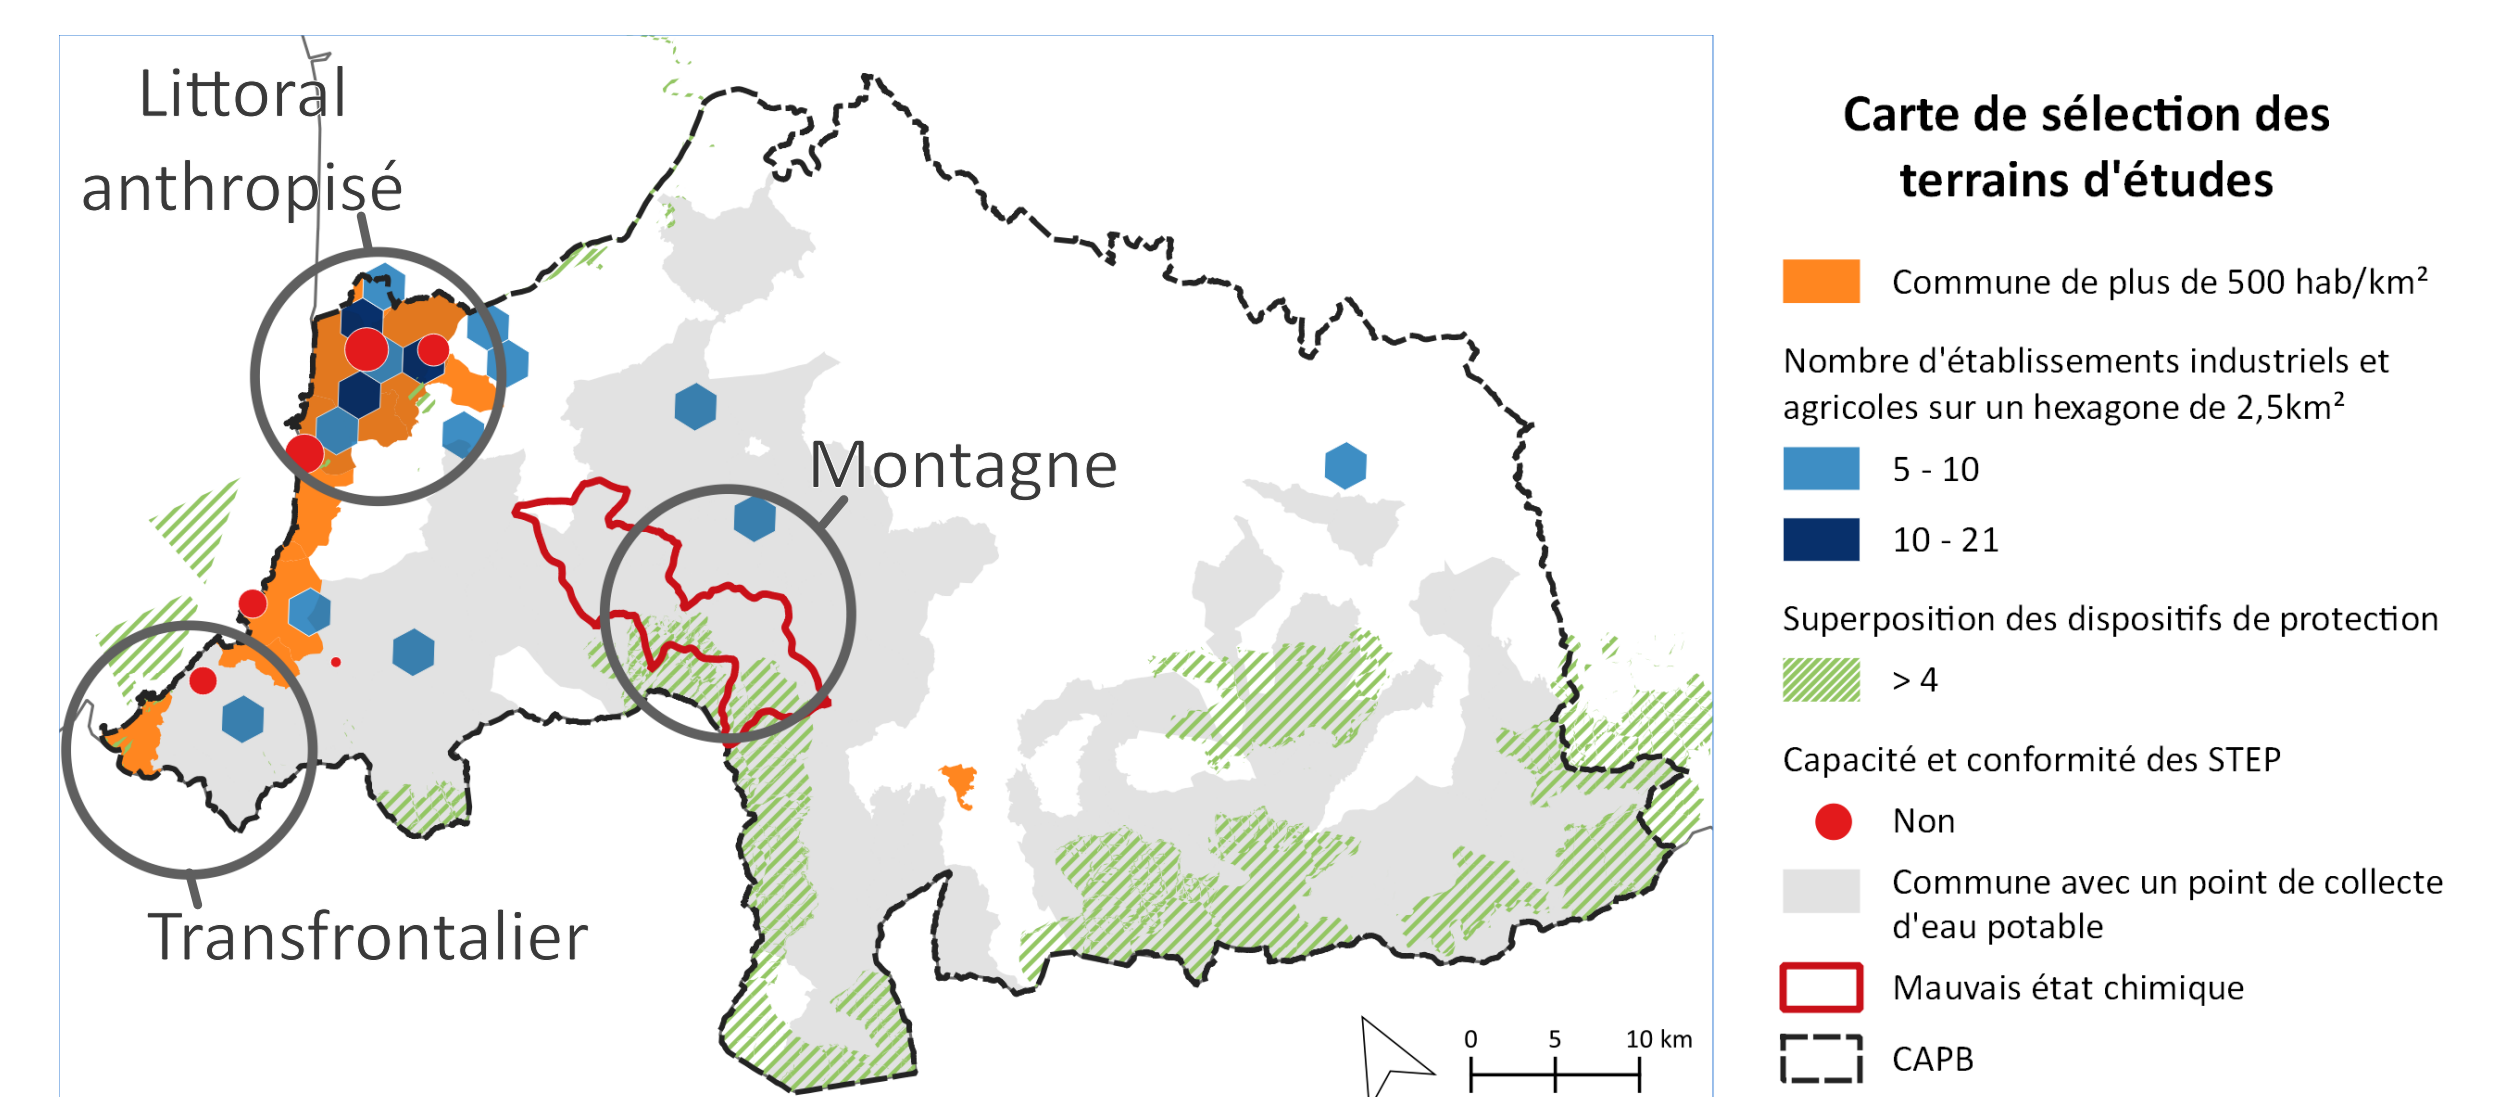 Littoral
anthropisé
Montagne
Transfrontalier
0 5 10 km
Carte de sélection des
terrains d'études
Commune de plus de 500 hab/km²
Nombre d'établissements industriels et
agricoles sur un hexagone de 2,5km²
5 - 10
10 - 21
Superposition des dispositifs de protection
> 4
Capacité et conformité des STEP
Non
Commune avec un point de collecte
d'eau potable
Mauvais état chimique
CAPB